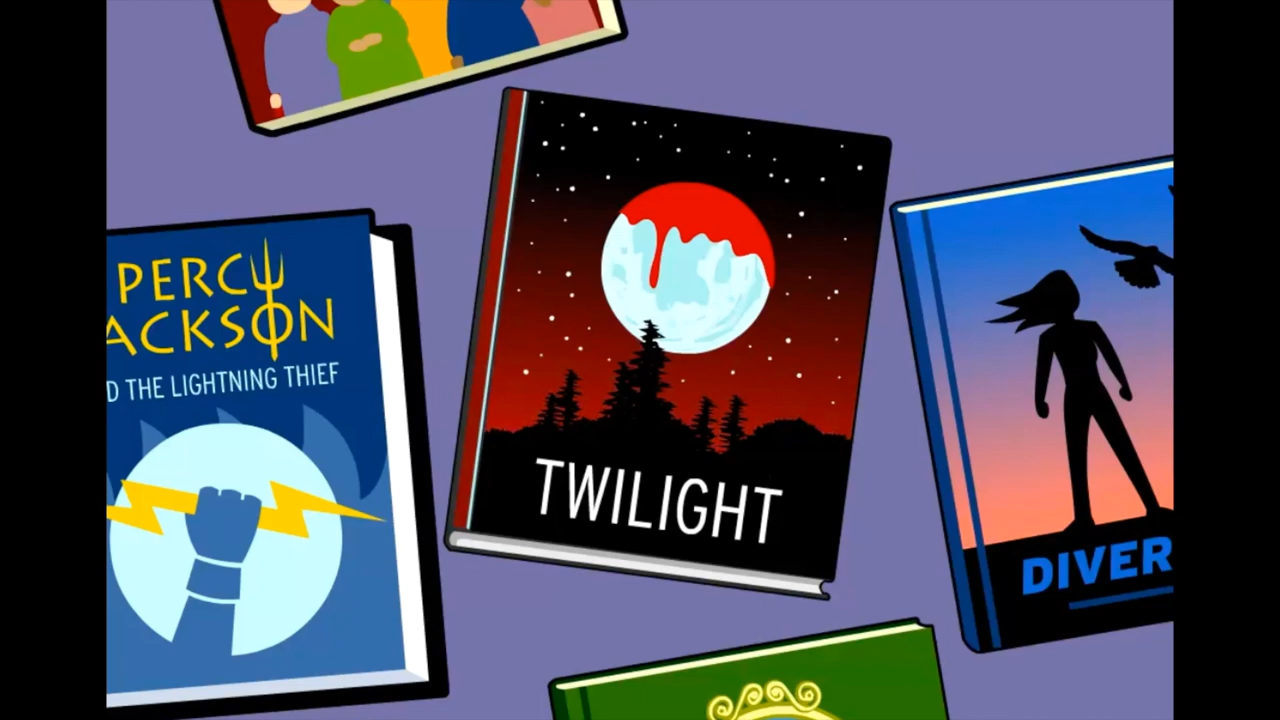 PERCY
ACKSON
D THE LIGHTNING THIEF
TWILIGHT
DIVER